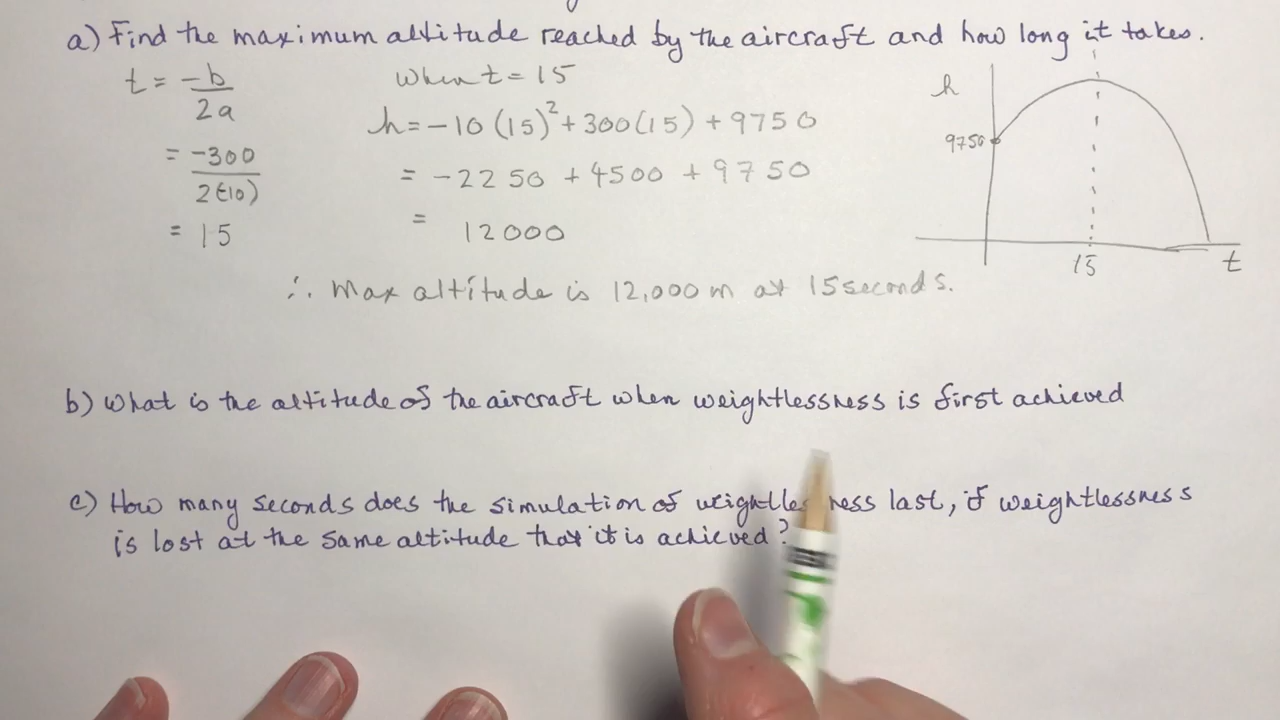 a) Find the maximum altitude reached by the aircraft and how long it takes.
t = -b/2a
= -300/2(-10)
= 15
when t = 15
h = -10(15)² + 300(15) + 9750
= -2250 + 4500 + 9750
= 12000
h
9750
15
t
∴ Max altitude is 12,000 m at 15 seconds.
b) What is the altitude of the aircraft when weightlessness is first achieved
c) How many seconds does the simulation of weightlessness last, if weightlessness
is lost at the same altitude that it is achieved?